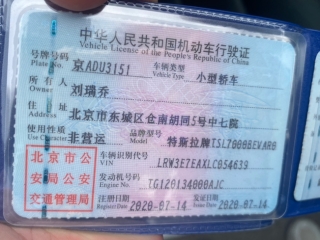 中华人民共和国机动车行驶证
Vehicle License of the People's Republic of China
号牌号码 京ADU3151 车辆类型 小型轿车
Plate No. Vehicle Type
所有人 刘瑞乔
Owner
住址 北京市东城区仓南胡同5号中七院
Address
使用性质 非营运 品牌型号 特斯拉牌TSL7000BEVAR0
Use Character Model
北京市公 车辆识别代号 LRW3E7EAXLC054639
VIN
安局公安 发动机号码 TG120134000AJC
Engine No.
交通管理局 注册日期 2020-07-14 发证日期 2020-07-14
Register Date Issue Date